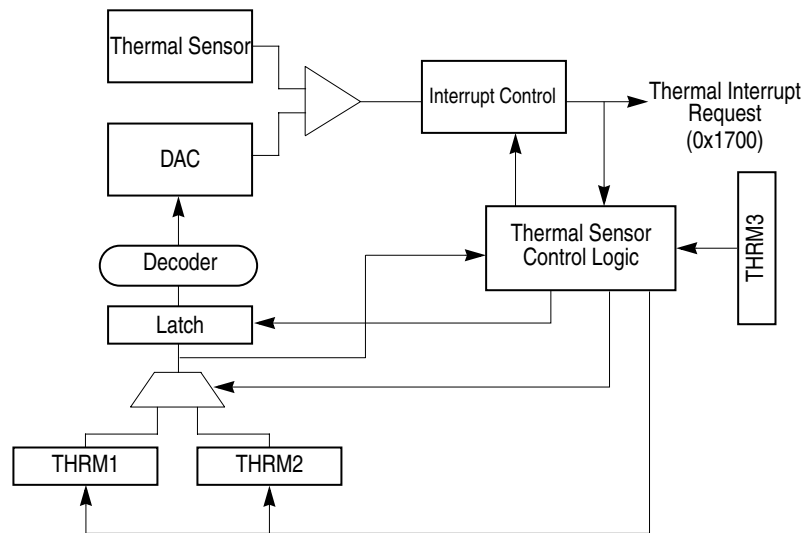 Thermal Sensor
Interrupt Control
Thermal Interrupt
Request
(0x1700)
DAC
Thermal Sensor
Control Logic
THRM3
Decoder
Latch
THRM1
THRM2